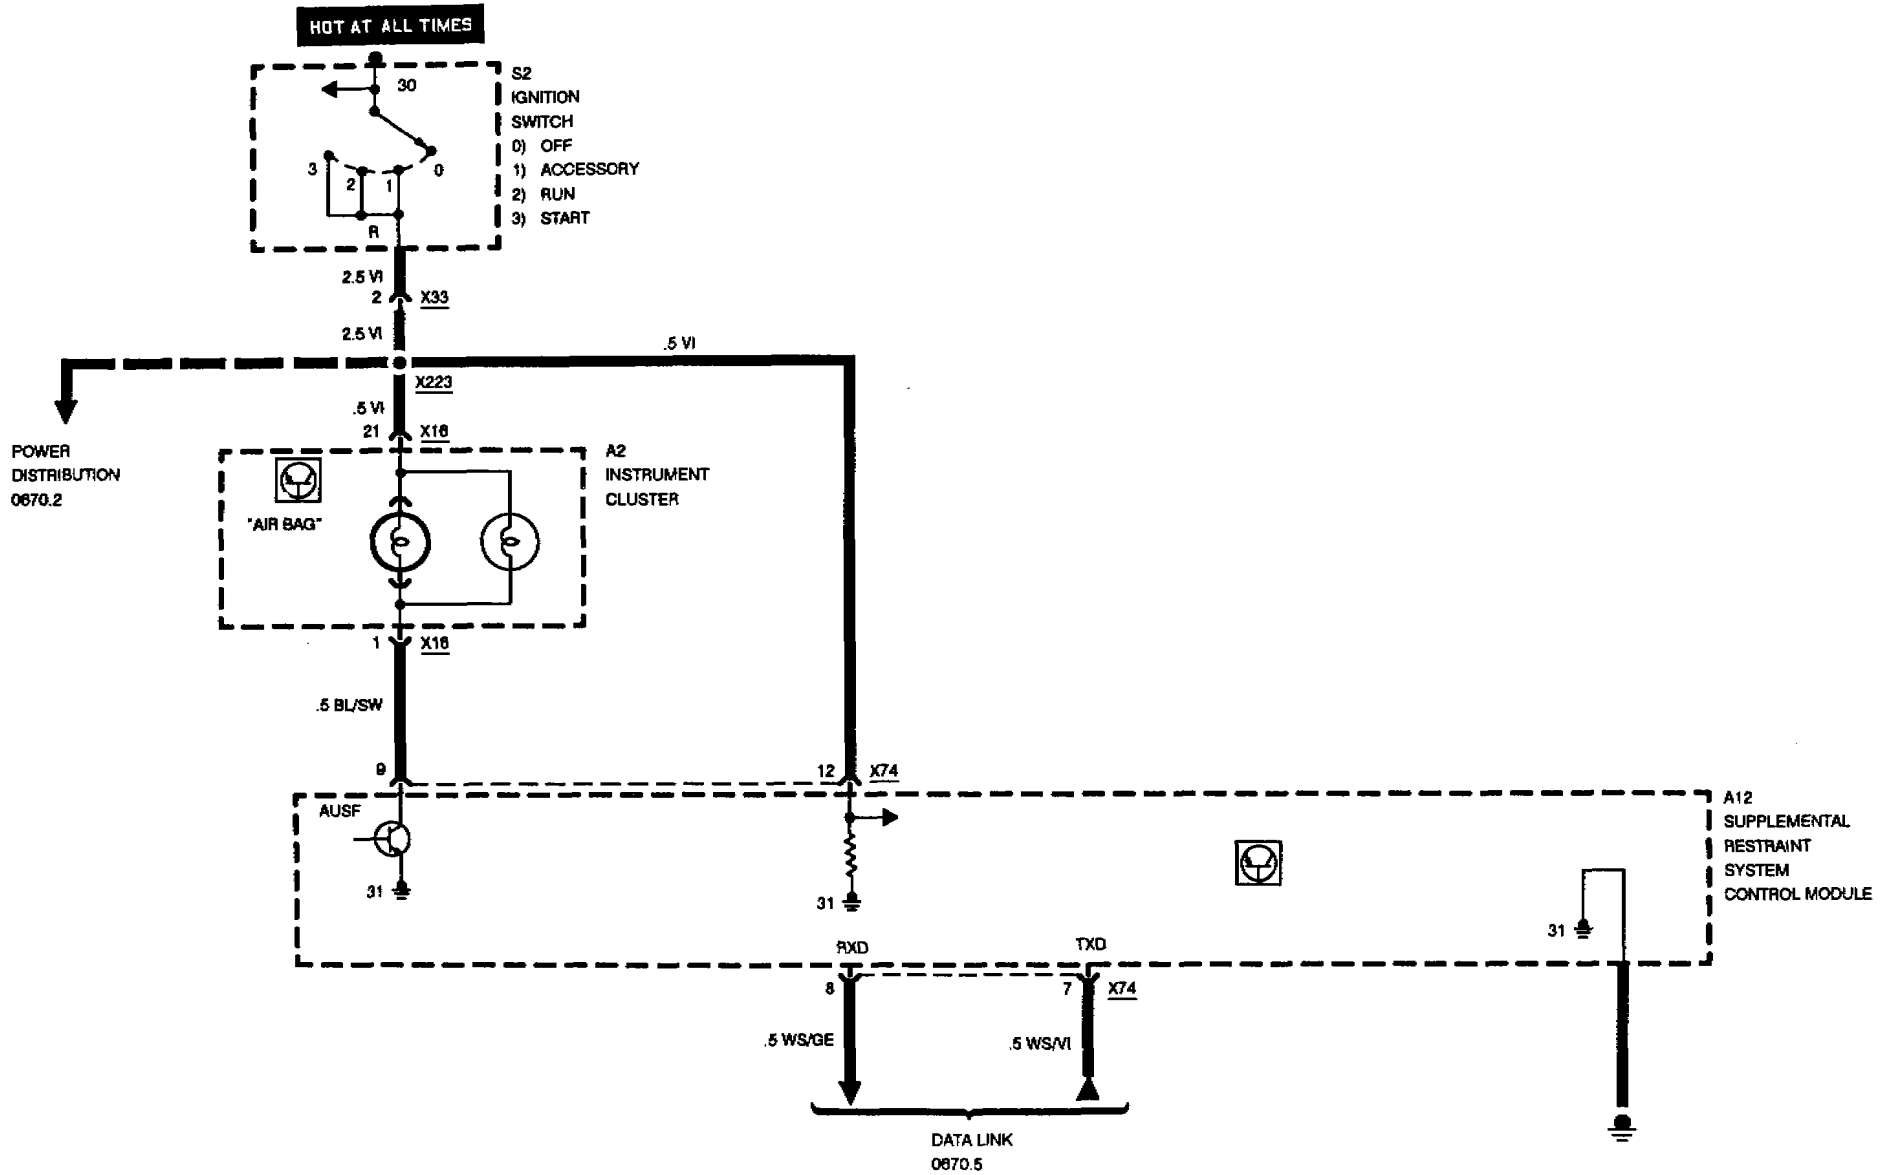 HOT AT ALL TIMES
30
S2
IGNITION
SWITCH
0) OFF
1) ACCESSORY
2) RUN
3) START
3
2
1
0
R
2.5 VI
2
X33
2.5 VI
.5 VI
X223
.5 VI
21
X16
POWER
DISTRIBUTION
0670.2
"AIR BAG"
A2
INSTRUMENT
CLUSTER
1
X16
.5 BL/SW
9
12
X74
AUSF
31
31
A12
SUPPLEMENTAL
RESTRAINT
SYSTEM
CONTROL MODULE
31
RXD
TXD
8
7
X74
.5 WS/GE
.5 WS/VI
DATA LINK
0670.5